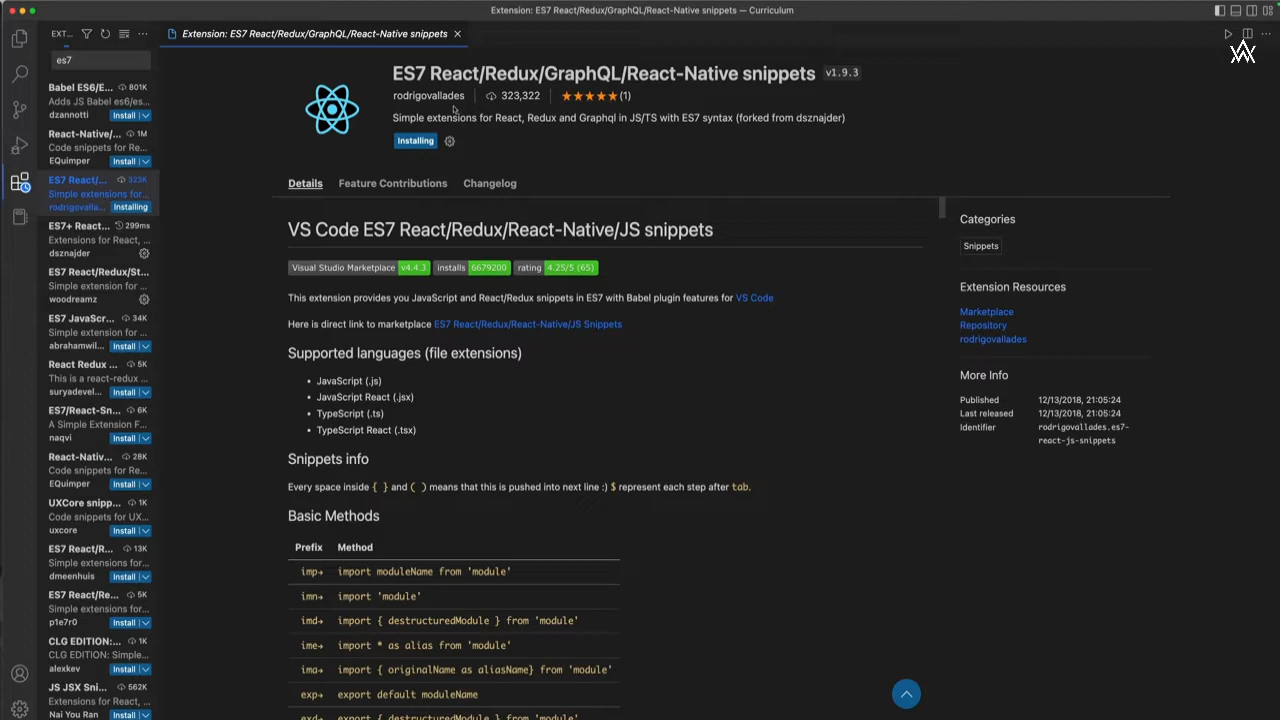 Extension: ES7 React/Redux/GraphQL/React-Native snippets — Curriculum
EXT...
Extension: ES7 React/Redux/GraphQL/React-Native snippets
es7
Babel ES6/E... 801K
Adds JS Babel es6/es...
dzannotti Install
React-Native/... 1M
Code snippets for Re...
EQuimper Install
ES7 React/... 323K
Simple extensions for...
rodrigovalla... Installing
ES7+ React... 299ms
Extensions for React, ...
dsznajder
ES7 React/Redux/St...
Simple extension for ...
woodreamz
ES7 JavaScr... 34K
Simple extension for ...
abrahamwil... Install
React Redux ... 5K
This is a react-redux ...
suryadevel... Install
ES7/React-Sn... 6K
A Simple Extension F...
naqvi Install
React-Nativ... 28K
Code snippets for Re...
EQuimper Install
UXCore snipp... 1K
Code snippets for UX...
uxcore Install
ES7 React/R... 13K
Simple extensions for...
dmeenhuis Install
ES7 React/Re... 5K
Simple extensions for...
p1e7r0 Install
CLG EDITION:... 1K
CLG EDITION: Simple...
alexkev Install
JS JSX Sni... 562K
Extensions for React, ...
Nai You Ran Install
ES7 React/Redux/GraphQL/React-Native snippets v1.9.3
rodrigovallades 323,322 (1)
Simple extensions for React, Redux and Graphql in JS/TS with ES7 syntax (forked from dsznajder)
Installing
Details Feature Contributions Changelog
VS Code ES7 React/Redux/React-Native/JS snippets
Visual Studio Marketplace v4.4.3 installs 6679200 rating 4.25/5 (65)
This extension provides you JavaScript and React/Redux snippets in ES7 with Babel plugin features for VS Code
Here is direct link to marketplace ES7 React/Redux/React-Native/JS Snippets
Supported languages (file extensions)
• JavaScript (.js)
• JavaScript React (.jsx)
• TypeScript (.ts)
• TypeScript React (.tsx)
Snippets info
Every space inside { } and ( ) means that this is pushed into next line :) $ represent each step after tab.
Basic Methods
Prefix Method
imp→ import moduleName from 'module'
imn→ import 'module'
imd→ import { destructuredModule } from 'module'
ime→ import * as alias from 'module'
ima→ import { originalName as aliasName} from 'module'
exp→ export default moduleName
exd→ export { destructuredModule } from 'module'
Categories
Snippets
Extension Resources
Marketplace
Repository
rodrigovallades
More Info
Published 12/13/2018, 21:05:24
Last released 12/13/2018, 21:05:24
Identifier rodrigovallades.es7-
react-js-snippets